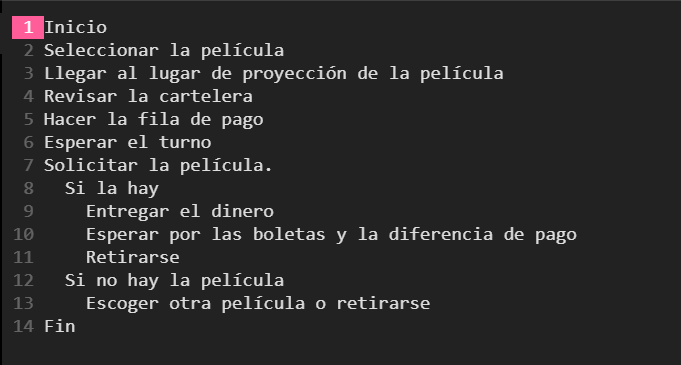 1 Inicio
2 Seleccionar la película
3 Llegar al lugar de proyección de la película
4 Revisar la cartelera
5 Hacer la fila de pago
6 Esperar el turno
7 Solicitar la película.
8   Si la hay
9     Entregar el dinero
10     Esperar por las boletas y la diferencia de pago
11     Retirarse
12   Si no hay la película
13     Escoger otra película o retirarse
14 Fin